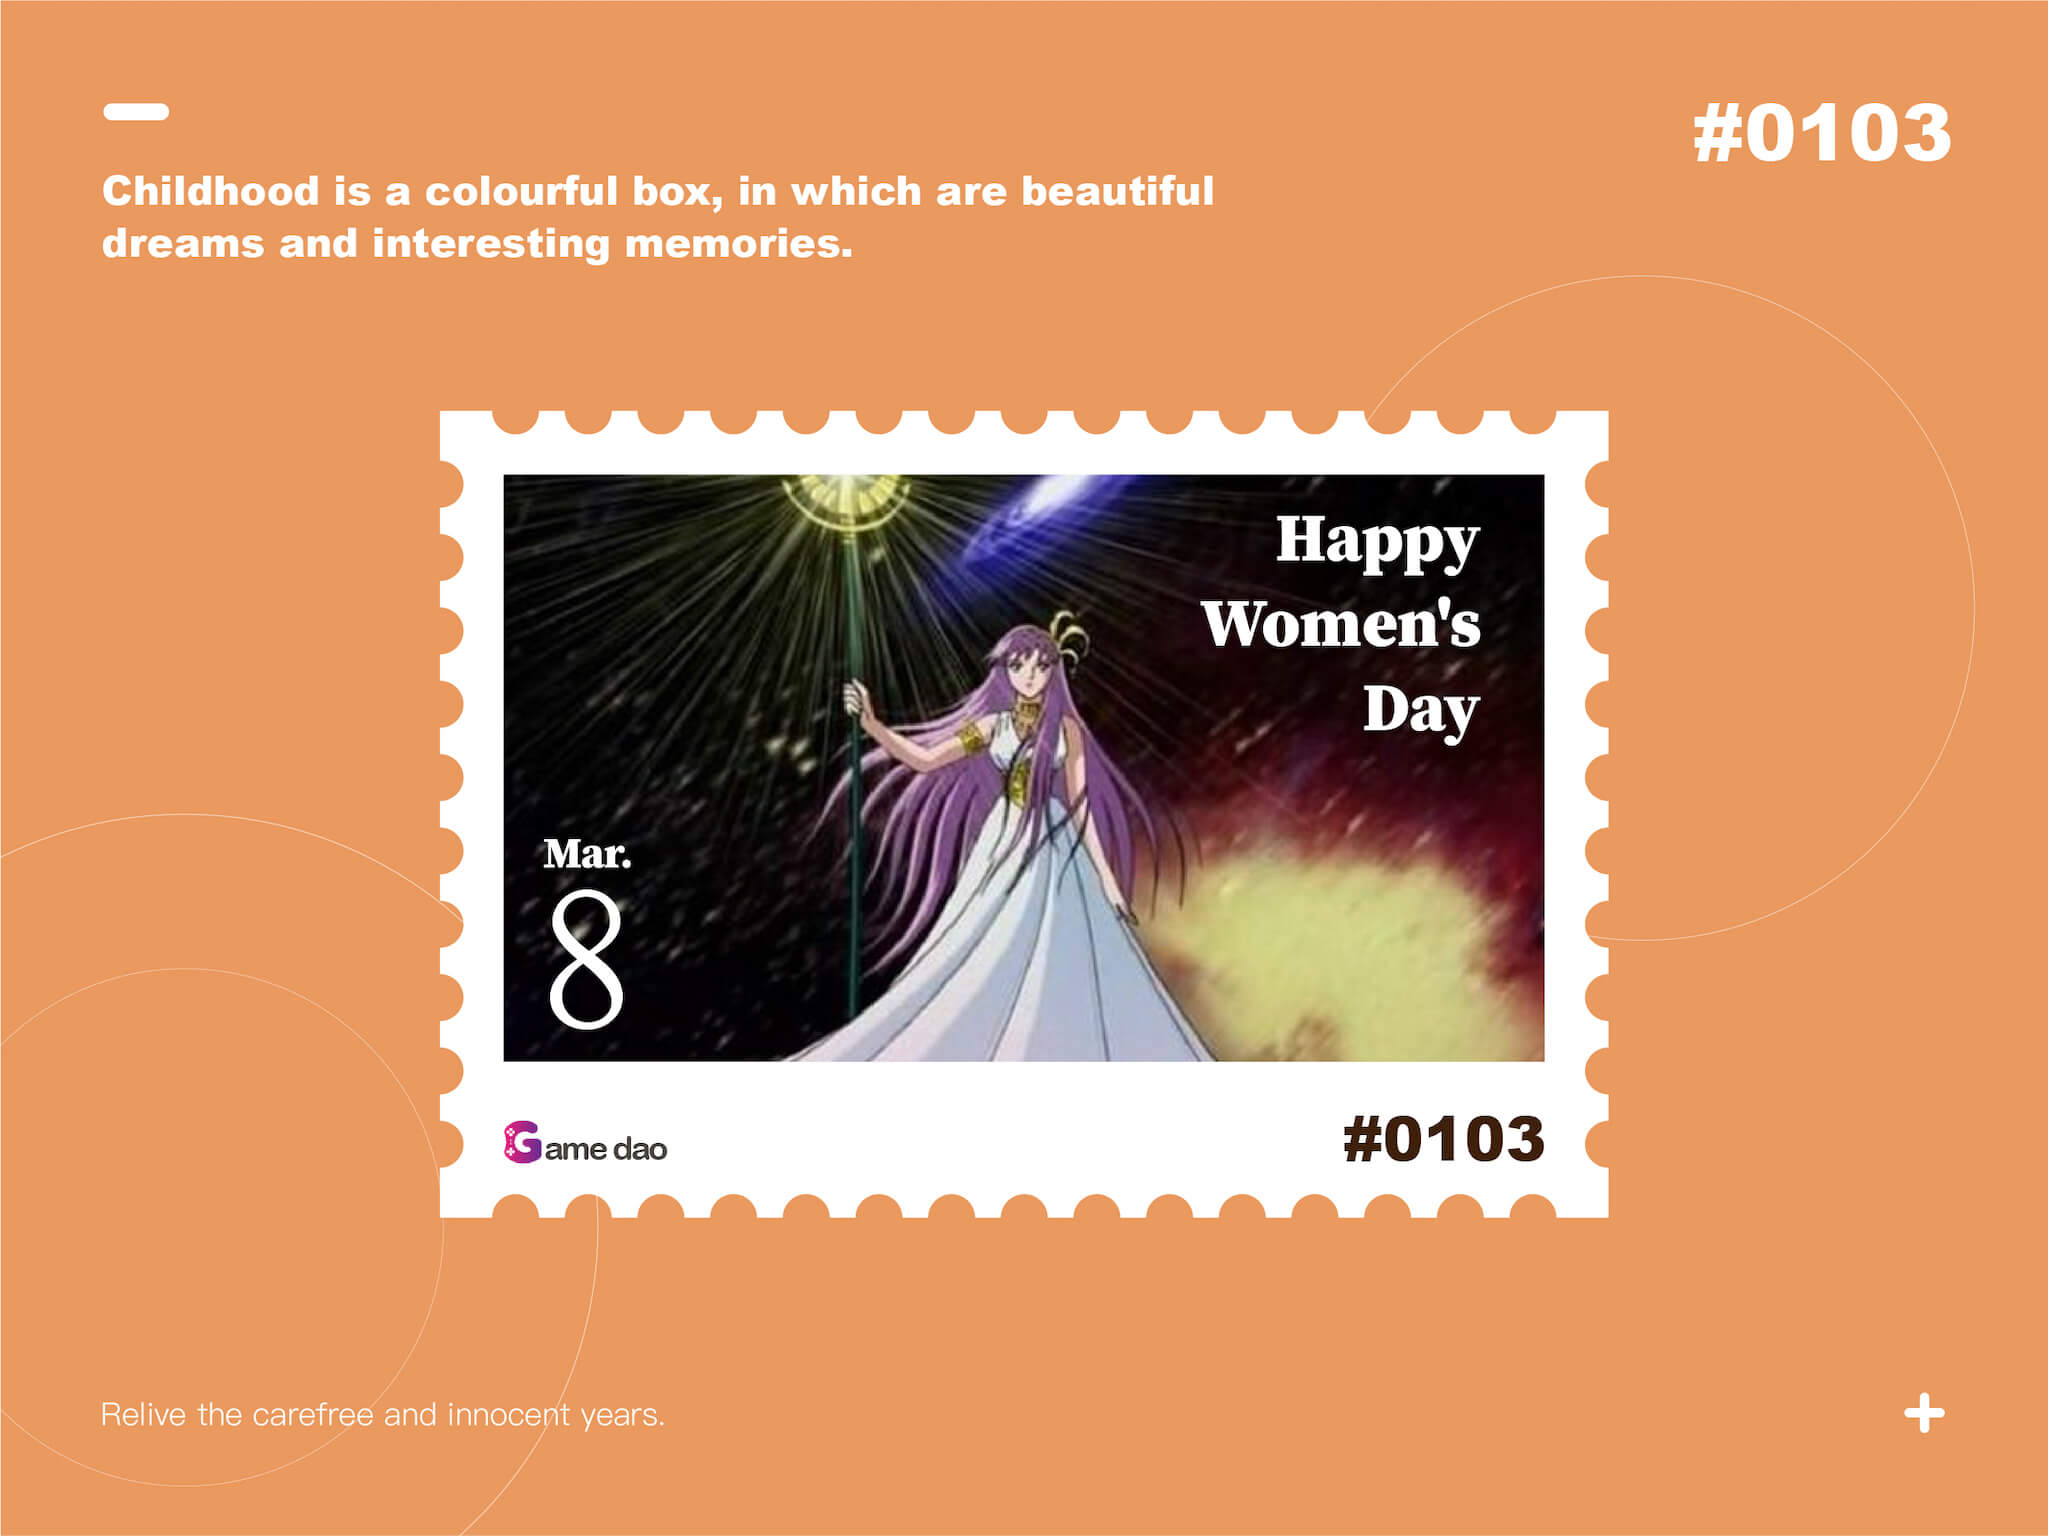 #0103
Childhood is a colourful box, in which are beautiful
dreams and interesting memories.
Happy
Women's
Day
Mar.
8
Game dao
#0103
Relive the carefree and innocent years.